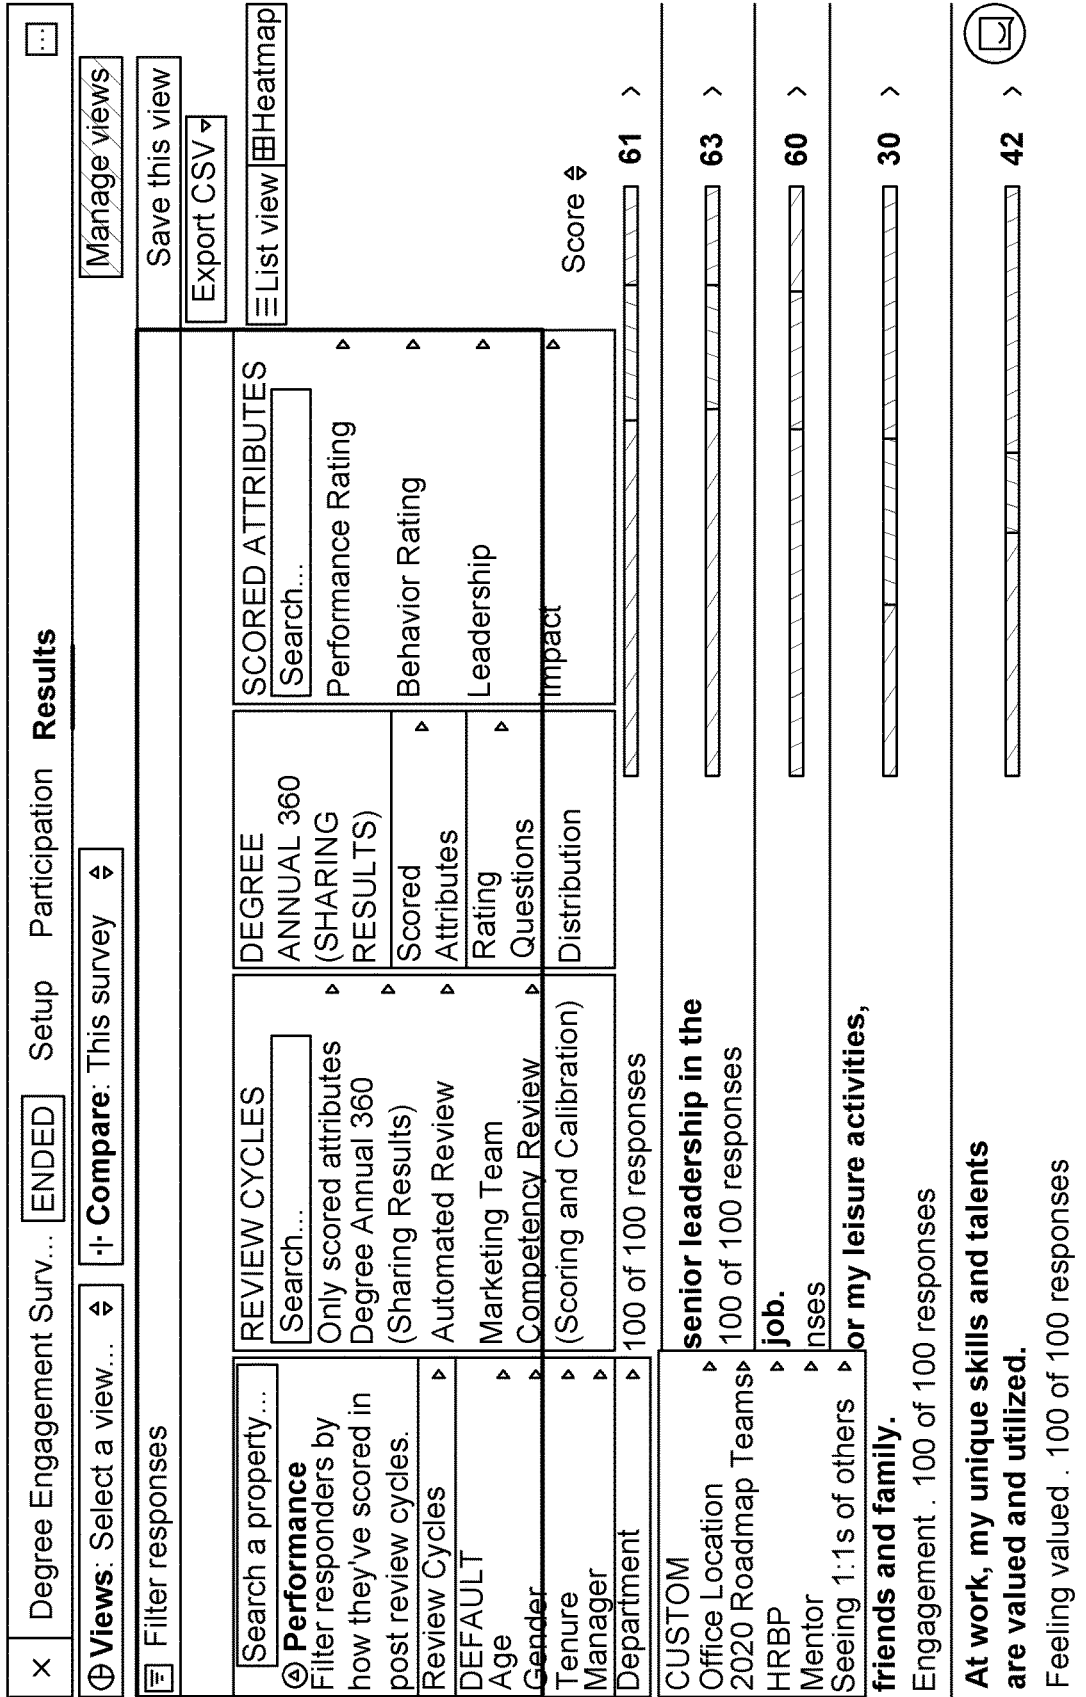 × Degree Engagement Surv... ENDED Setup Participation Results ...
Views: Select a view... Compare: This survey Manage views
Filter responses Save this view
Export CSV
List view Heatmap
Search a property...
Performance
Filter responders by
how they've scored in
post review cycles.
Review Cycles
DEFAULT
Age
Gender
Tenure
Manager
Department
CUSTOM
Office Location
2020 Roadmap Teams
HRBP
Mentor
Seeing 1:1s of others
REVIEW CYCLES
Search...
Only scored attributes
Degree Annual 360
(Sharing Results)
Automated Review
Marketing Team
Competency Review
(Scoring and Calibration)
DEGREE
ANNUAL 360
(SHARING
RESULTS)
Scored
Attributes
Rating
Questions
Distribution
SCORED ATTRIBUTES
Search...
Performance Rating
Behavior Rating
Leadership
Impact
Score
100 of 100 responses 61 >
senior leadership in the
100 of 100 responses 63 >
job.
nses 60 >
or my leisure activities,
friends and family. 30 >
Engagement . 100 of 100 responses
At work, my unique skills and talents
are valued and utilized. 42 >
Feeling valued . 100 of 100 responses